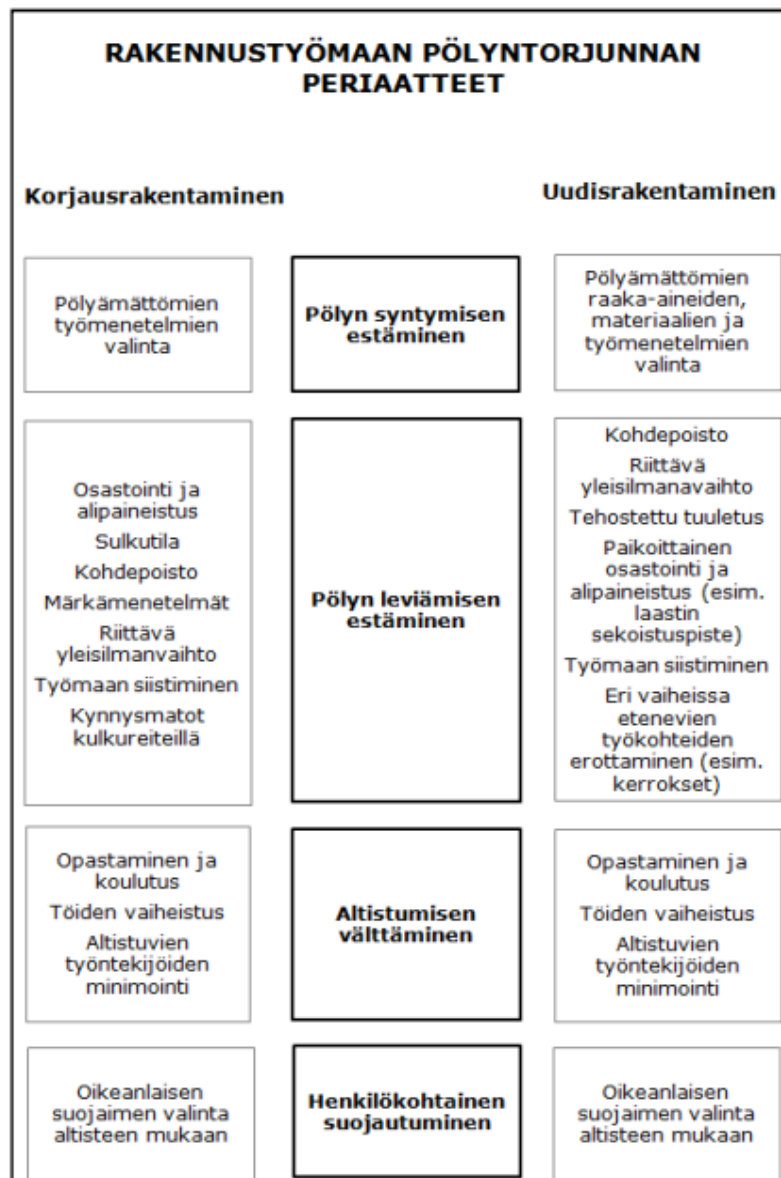 RAKENNUSTYÖMAAN PÖLYNTORJUNNAN
PERIAATTEET
Korjausrakentaminen
Uudisrakentaminen
Pölyämättömien
työmenetelmien
valinta
Pölyn syntymisen
estäminen
Pölyämättömien
raaka-aineiden,
materiaalien ja
työmenetelmien
valinta
Osastointi ja
alipaineistus
Sulkutila
Kohdepoisto
Märkämenetelmät
Riittävä
yleisilmanvaihto
Työmaan siistiminen
Kynnysmatot
kulkureiteillä
Pölyn leviämisen
estäminen
Kohdepoisto
Riittävä
yleisilmanavaihto
Tehostettu tuuletus
Paikoittainen
osastointi ja
alipaineistus (esim.
laastin
sekoistuspiste)
Työmaan siistiminen
Eri vaiheissa
etenevien
työkohteiden
erottaminen (esim.
kerrokset)
Opastaminen ja
koulutus
Töiden vaiheistus
Altistuvien
työntekijöiden
minimointi
Altistumisen
välttäminen
Opastaminen ja
koulutus
Töiden vaiheistus
Altistuvien
työntekijöiden
minimointi
Oikeanlaisen
suojaimen valinta
altisteen mukaan
Henkilökohtainen
suojautuminen
Oikeanlaisen
suojaimen valinta
altisteen mukaan